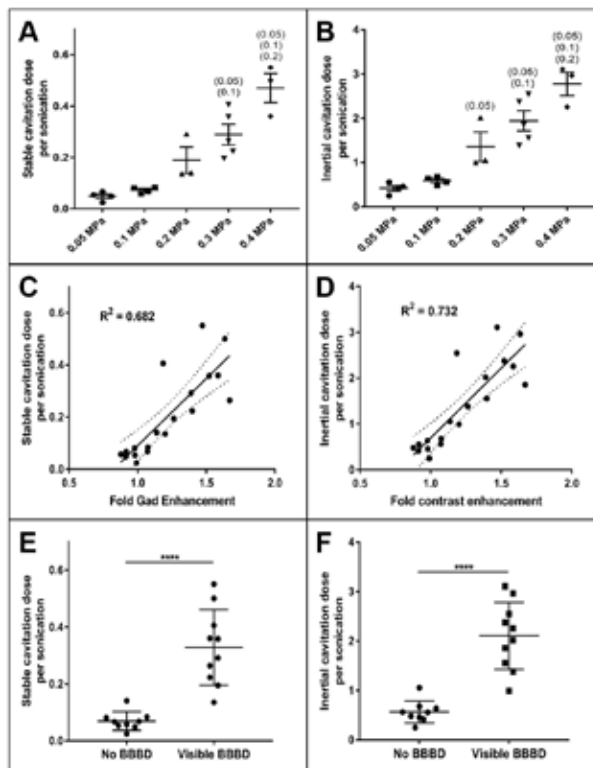 A
Stable cavitation dose
per sonication
0.6
0.4
0.2
0.0
(0.05)
(0.1)
(0.05)
(0.1)
(0.2)
0.05 MPa
0.1 MPa
0.2 MPa
0.3 MPa
0.4 MPa
B
Inertial cavitation dose
per sonication
4
3
2
1
0
(0.05)
(0.05)
(0.1)
(0.05)
(0.1)
(0.2)
0.05 MPa
0.1 MPa
0.2 MPa
0.3 MPa
0.4 MPa
C
R² = 0.682
Stable cavitation dose
per sonication
0.6
0.4
0.2
0.0
0.5
1.0
1.5
2.0
Fold Gad Enhancement
D
R² = 0.732
Inertial cavitation dose
per sonication
4
3
2
1
0
0.5
1.0
1.5
2.0
Fold contrast enhancement
E
****
Stable cavitation dose
per sonication
0.6
0.4
0.2
0.0
No BBBD
Visible BBBD
F
****
Inertial cavitation dose
per sonication
4
3
2
1
0
No BBBD
Visible BBBD